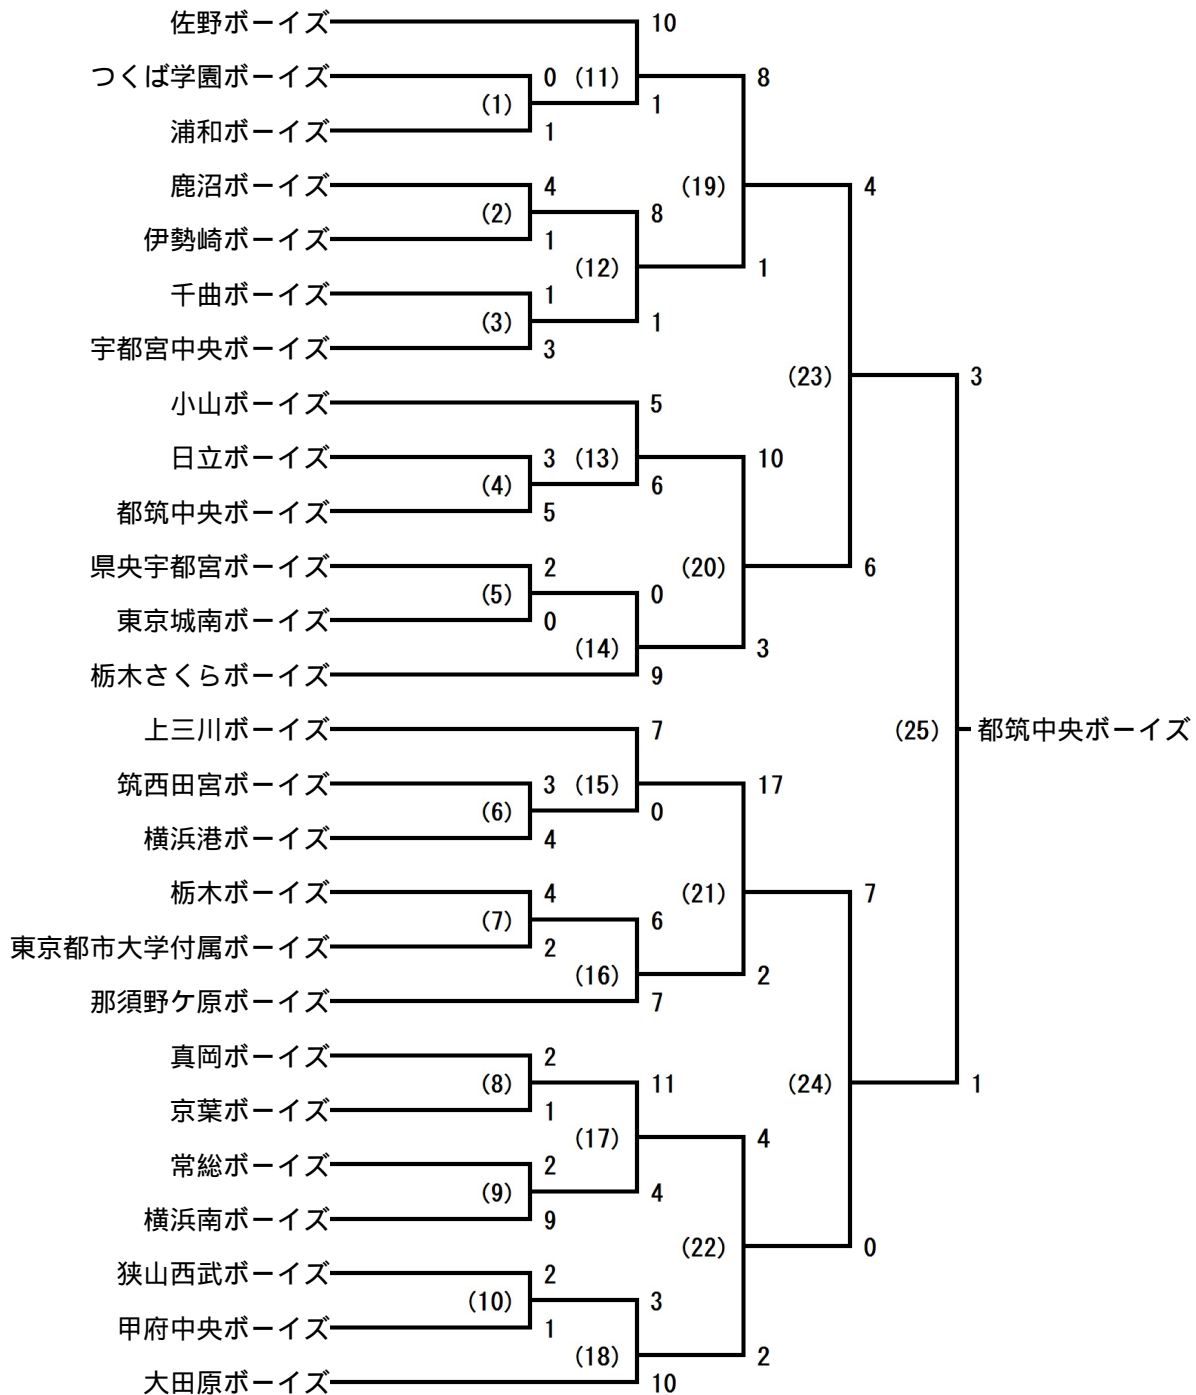 佐野ボーイズ 10
つくば学園ボーイズ 0 (11) 8
(1) 1
浦和ボーイズ 1
鹿沼ボーイズ 4 (19) 4
(2) 8
伊勢崎ボーイズ 1
(12) 1
千曲ボーイズ 1
(3) 1
宇都宮中央ボーイズ 3
(23) 3
小山ボーイズ 5
日立ボーイズ 3 (13) 10
(4) 6
都筑中央ボーイズ 5
県央宇都宮ボーイズ 2 (20) 6
(5) 0
東京城南ボーイズ 0
(14) 3
栃木さくらボーイズ 9
上三川ボーイズ 7 (25) 都筑中央ボーイズ
筑西田宮ボーイズ 3 (15) 17
(6) 0
横浜港ボーイズ 4
栃木ボーイズ 4 (21) 7
(7) 6
東京都市大学付属ボーイズ 2
(16) 2
那須野ケ原ボーイズ 7
真岡ボーイズ 2
(8) 11 (24) 1
京葉ボーイズ 1
(17) 4
常総ボーイズ 2
(9) 4
横浜南ボーイズ 9
(22) 0
狭山西武ボーイズ 2
(10) 3
甲府中央ボーイズ 1
(18) 2
大田原ボーイズ 10